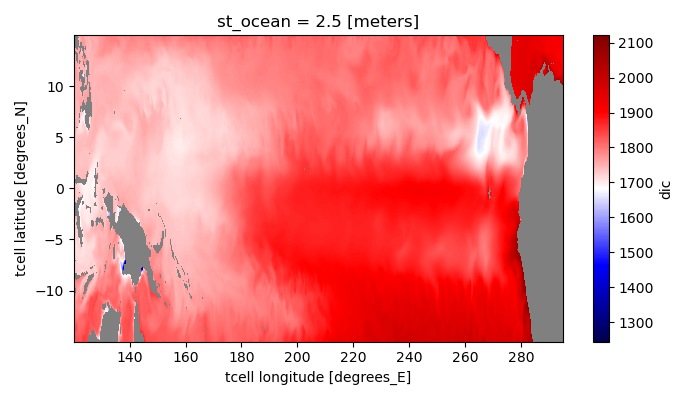 st_ocean = 2.5 [meters]
tcell latitude [degrees_N]
10
5
0
−5
−10
140 160 180 200 220 240 260 280
tcell longitude [degrees_E]
2100
2000
1900
1800
1700
1600
1500
1400
1300
dic